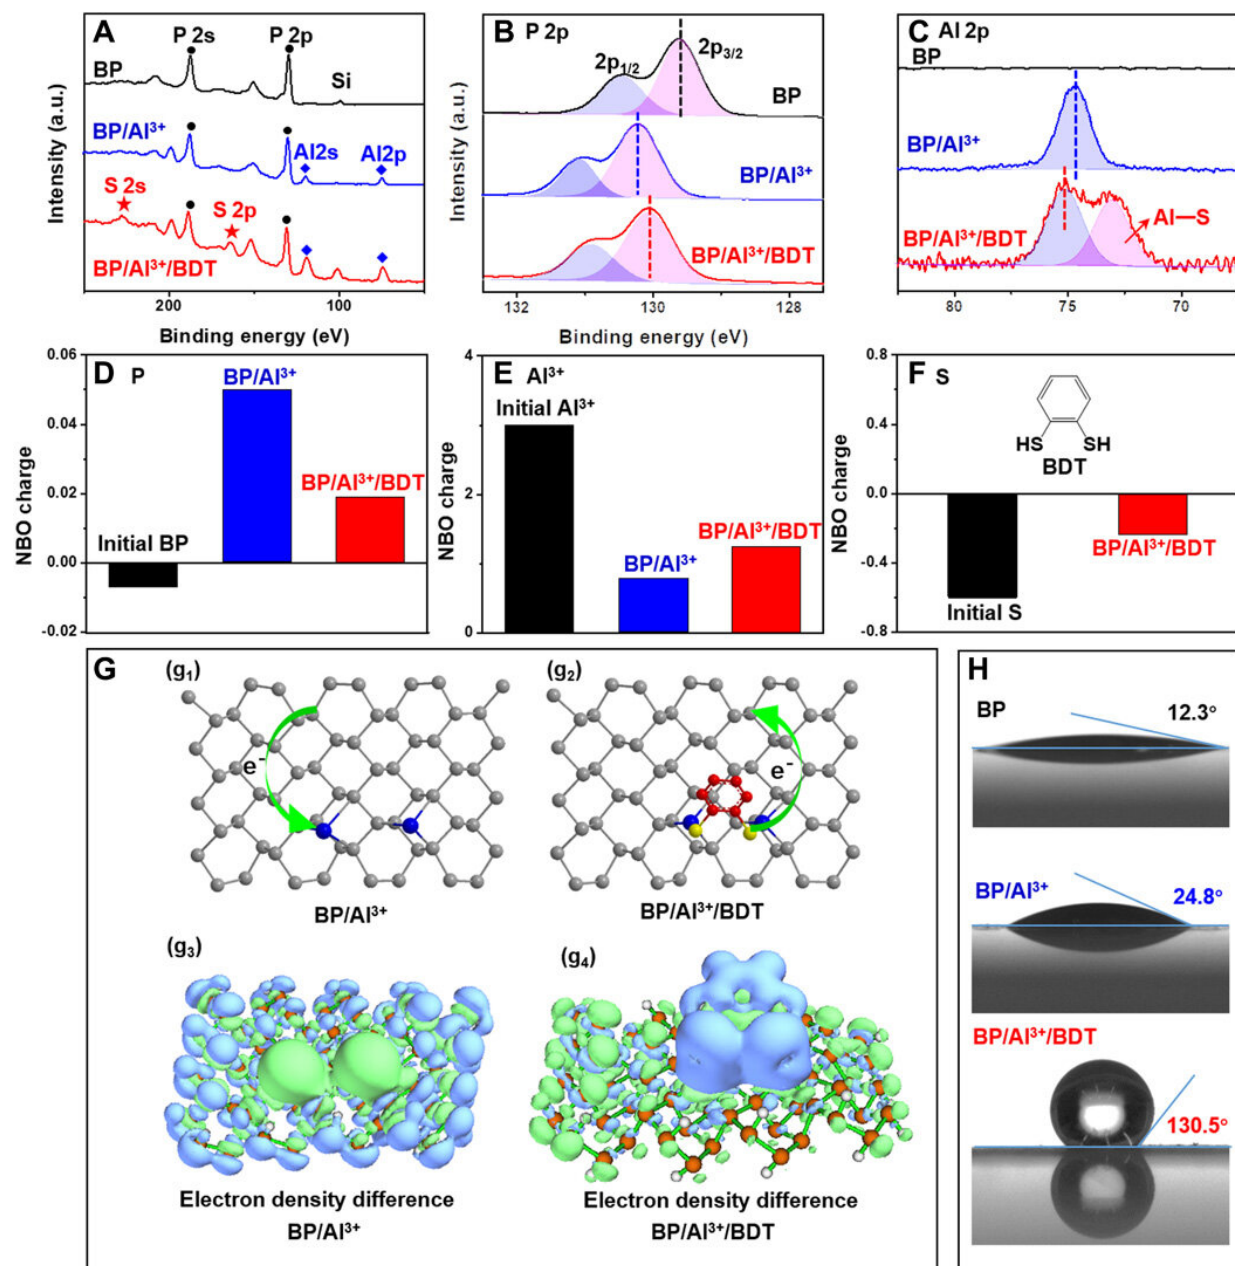 A
P 2s
P 2p
BP
Si
BP/Al³⁺
Al2s
Al2p
S 2s
S 2p
BP/Al³⁺/BDT
Intensity (a.u.)
200
100
Binding energy (eV)
B P 2p
2p₁/₂
2p₃/₂
BP
BP/Al³⁺
BP/Al³⁺/BDT
Intensity (a.u.)
132
130
128
Binding energy (eV)
C Al 2p
BP
BP/Al³⁺
Al—S
BP/Al³⁺/BDT
80
75
70
D P
BP/Al³⁺
BP/Al³⁺/BDT
Initial BP
NBO charge
0.06
0.04
0.02
0.00
-0.02
E Al³⁺
Initial Al³⁺
BP/Al³⁺
BP/Al³⁺/BDT
NBO charge
4
2
0
F S
HS SH
BDT
BP/Al³⁺/BDT
Initial S
NBO charge
0.8
0.4
0.0
-0.4
-0.8
G
(g₁)
e⁻
BP/Al³⁺
(g₂)
e⁻
BP/Al³⁺/BDT
(g₃)
Electron density difference
BP/Al³⁺
(g₄)
Electron density difference
BP/Al³⁺/BDT
H
BP
12.3°
BP/Al³⁺
24.8°
BP/Al³⁺/BDT
130.5°